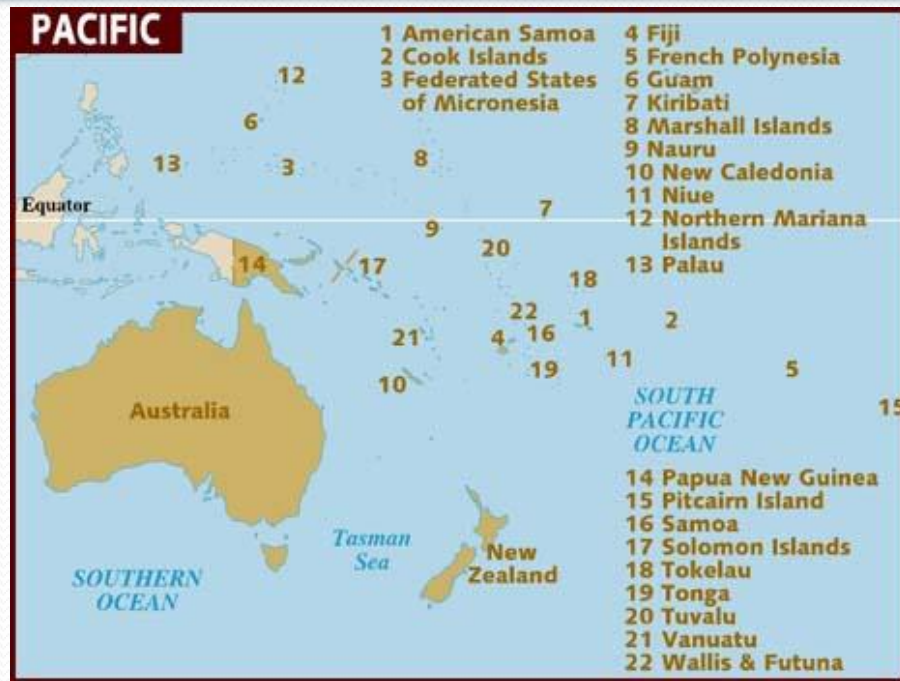 PACIFIC
1 American Samoa
2 Cook Islands
3 Federated States
of Micronesia
4 Fiji
5 French Polynesia
6 Guam
7 Kiribati
8 Marshall Islands
9 Nauru
10 New Caledonia
11 Niue
12 Northern Mariana
Islands
13 Palau
12
6
13
3
8
Equator
7
9
20
14
17
18
22
1
2
21
4
16
19
11
5
10
15
Australia
SOUTH
PACIFIC
OCEAN
14 Papua New Guinea
15 Pitcairn Island
16 Samoa
17 Solomon Islands
18 Tokelau
19 Tonga
20 Tuvalu
21 Vanuatu
22 Wallis & Futuna
Tasman
Sea
New
Zealand
SOUTHERN
OCEAN